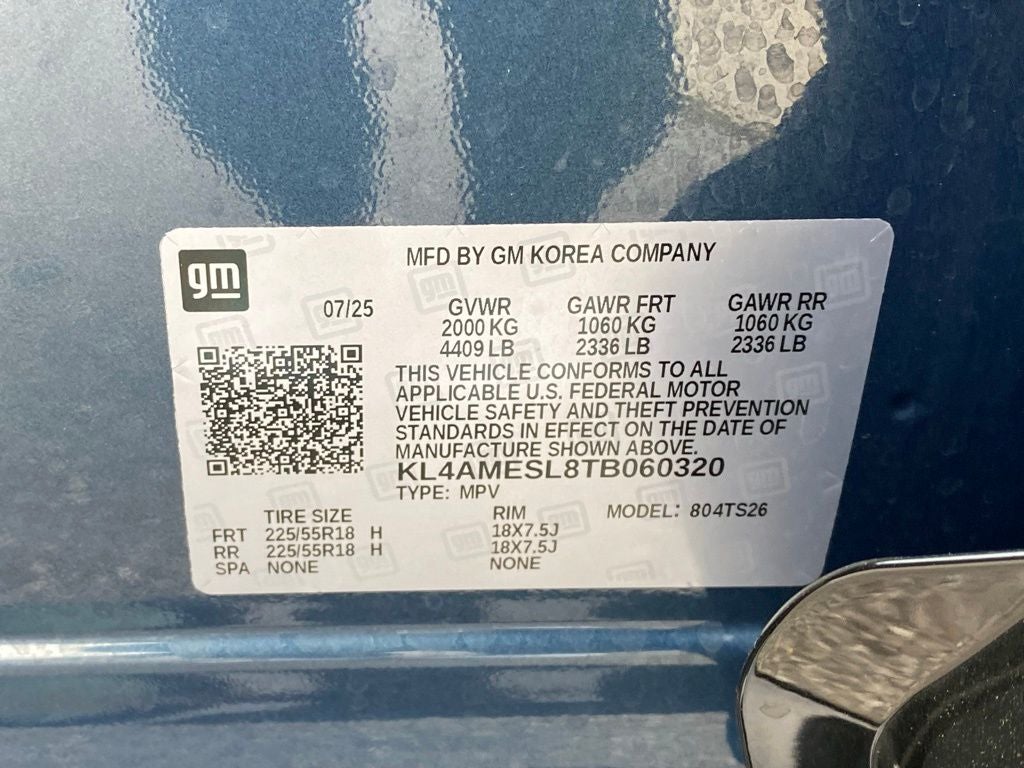 gm
MFD BY GM KOREA COMPANY
07/25 GVWR GAWR FRT GAWR RR
2000 KG 1060 KG 1060 KG
4409 LB 2336 LB 2336 LB
THIS VEHICLE CONFORMS TO ALL
APPLICABLE U.S. FEDERAL MOTOR
VEHICLE SAFETY AND THEFT PREVENTION
STANDARDS IN EFFECT ON THE DATE OF
MANUFACTURE SHOWN ABOVE.
KL4AMESL8TB060320
TYPE: MPV
TIRE SIZE RIM MODEL: 804TS26
FRT 225/55R18 H 18X7.5J
RR 225/55R18 H 18X7.5J
SPA NONE NONE